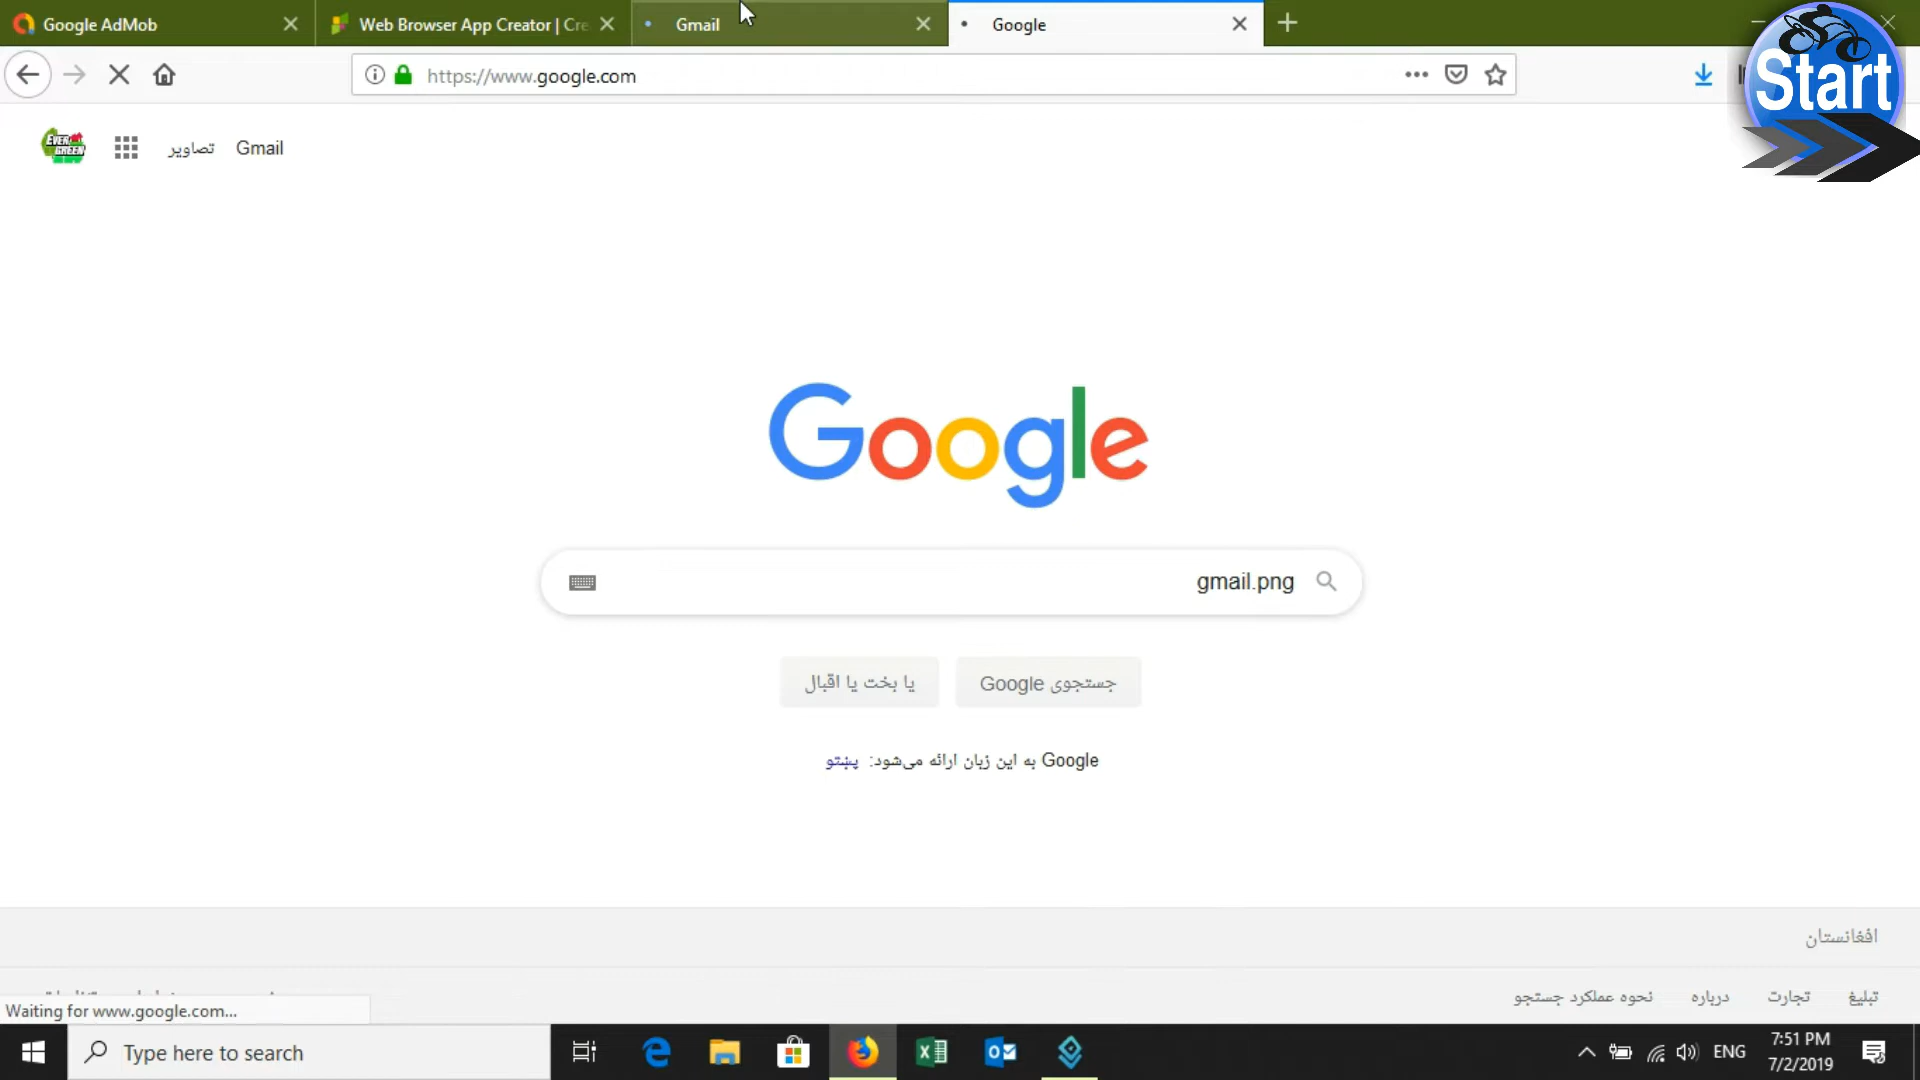 Google AdMob
Web Browser App Creator | Cre
Gmail
Google
https://www.google.com
Start
EVER GREEN
تصاویر
Gmail
Google
gmail.png
یا بخت یا اقبال
جستجوی Google
Google به این زبان ارائه می‌شود: پښتو
افغانستان
تبلیغ
تجارت
درباره
نحوه عملکرد جستجو
Waiting for www.google.com...
Type here to search
ENG
7:51 PM
7/2/2019